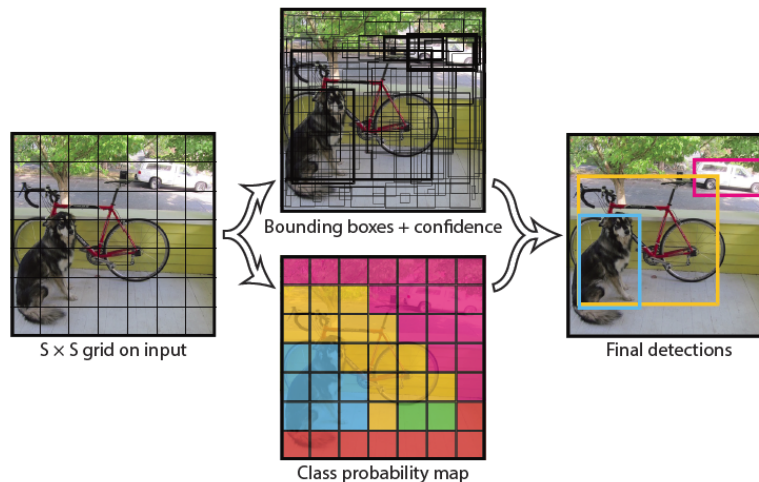 S × S grid on input
Bounding boxes + confidence
Class probability map
Final detections